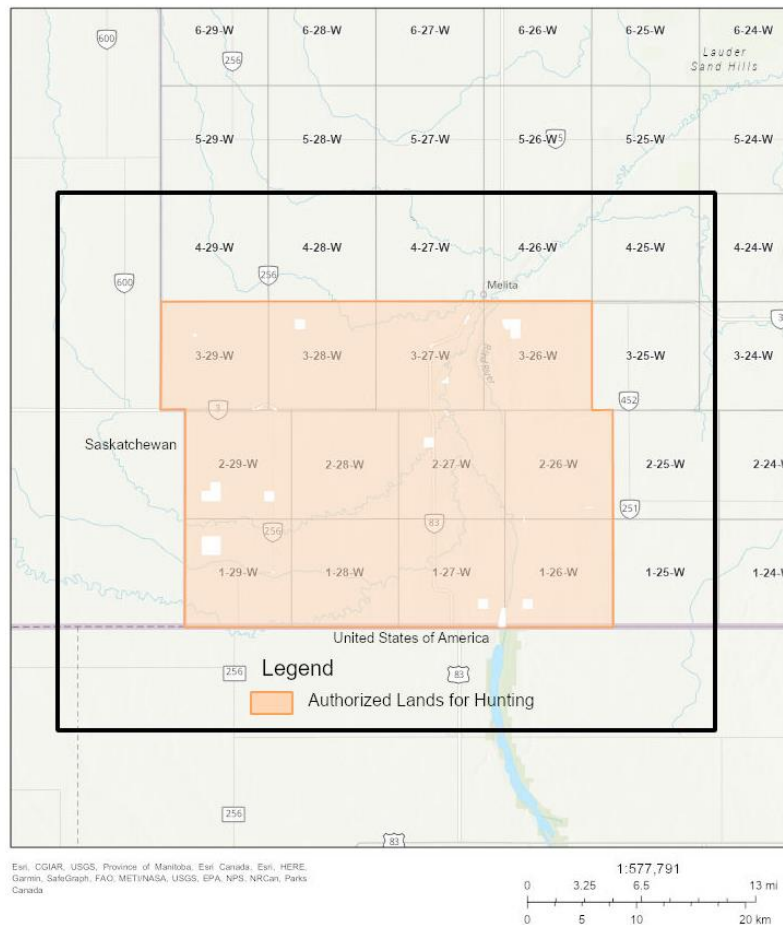 6-29-W 6-28-W 6-27-W 6-26-W 6-25-W 6-24-W
600
256
Lauder
Sand Hills
5-29-W 5-28-W 5-27-W 5-26-W 5-25-W 5-24-W
4-29-W 4-28-W 4-27-W 4-26-W 4-25-W 4-24-W
600
256
Melita
3
3-29-W 3-28-W 3-27-W 3-26-W 3-25-W 3-24-W
3
452
Saskatchewan
2-29-W 2-28-W 2-27-W 2-26-W 2-25-W 2-24-W
251
256
83
1-29-W 1-28-W 1-27-W 1-26-W 1-25-W 1-24-W
United States of America
256
83
Legend
Authorized Lands for Hunting
256
83
Esri, CGIAR, USGS, Province of Manitoba, Esri Canada, Esri, HERE,
Garmin, SafeGraph, FAO, METI/NASA, USGS, EPA, NPS, NRCan, Parks
Canada
1:577,791
0 3.25 6.5 13 mi
0 5 10 20 km